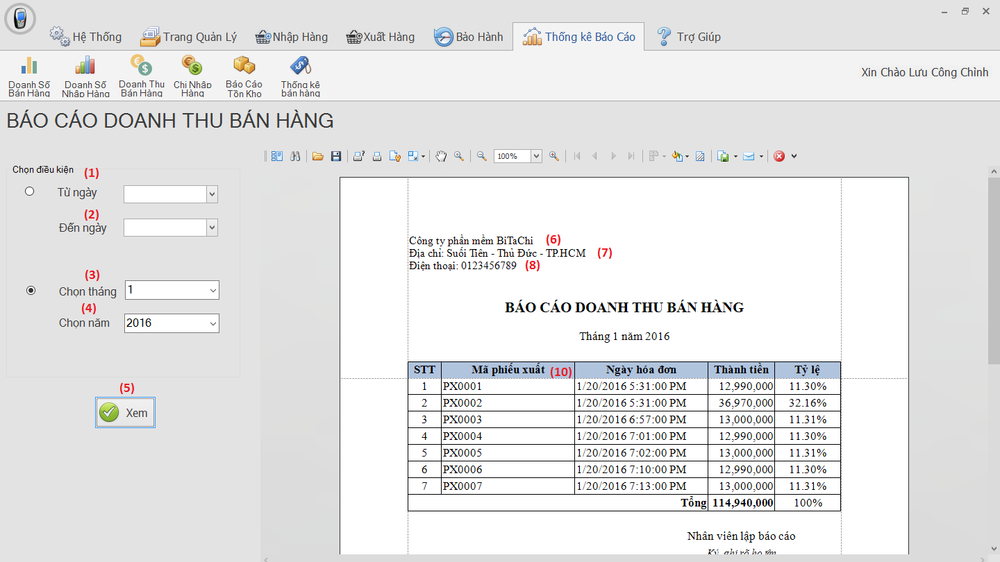 Hệ Thống Trang Quản Lý Nhập Hàng Xuất Hàng Bảo Hành Thống kê Báo Cáo Trợ Giúp
Doanh Số Doanh Số Doanh Thu Chi Nhập Báo Cáo Thống kê
Bán Hàng Nhập Hàng Bán Hàng Hàng Tồn Kho bán hàng
Xin Chào Lưu Công Chình
BÁO CÁO DOANH THU BÁN HÀNG
100%
Chọn điều kiện (1)
Từ ngày
(2)
Đến ngày
(3)
Chọn tháng 1
(4)
Chọn năm 2016
(5)
Xem
Công ty phần mềm BiTaChi (6)
Địa chỉ: Suối Tiên - Thủ Đức - TP.HCM (7)
Điện thoại: 0123456789 (8)
BÁO CÁO DOANH THU BÁN HÀNG
Tháng 1 năm 2016
STT Mã phiếu xuất (10) Ngày hóa đơn Thành tiền Tỷ lệ
1 PX0001 1/20/2016 5:31:00 PM 12,990,000 11.30%
2 PX0002 1/20/2016 5:31:00 PM 36,970,000 32.16%
3 PX0003 1/20/2016 6:57:00 PM 13,000,000 11.31%
4 PX0004 1/20/2016 7:01:00 PM 12,990,000 11.30%
5 PX0005 1/20/2016 7:02:00 PM 13,000,000 11.31%
6 PX0006 1/20/2016 7:10:00 PM 12,990,000 11.30%
7 PX0007 1/20/2016 7:13:00 PM 13,000,000 11.31%
Tổng 114,940,000 100%
Nhân viên lập báo cáo
Ký, ghi rõ họ tên